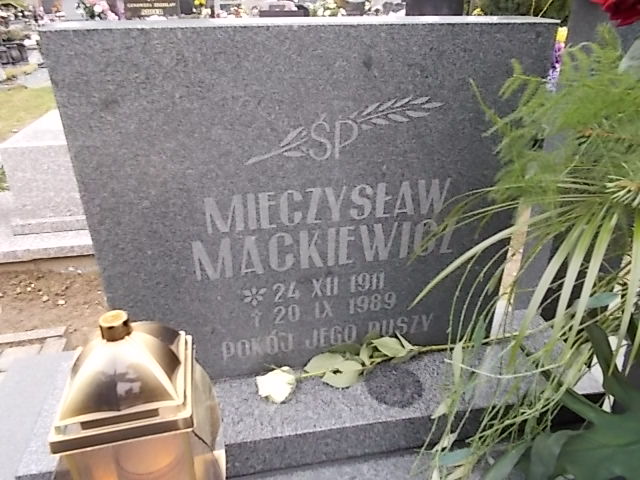 ŚP
MIECZYSŁAW
MACKIEWICZ
* 24 XII 1911
† 20 IX 1989
POKÓJ JEGO DUSZY